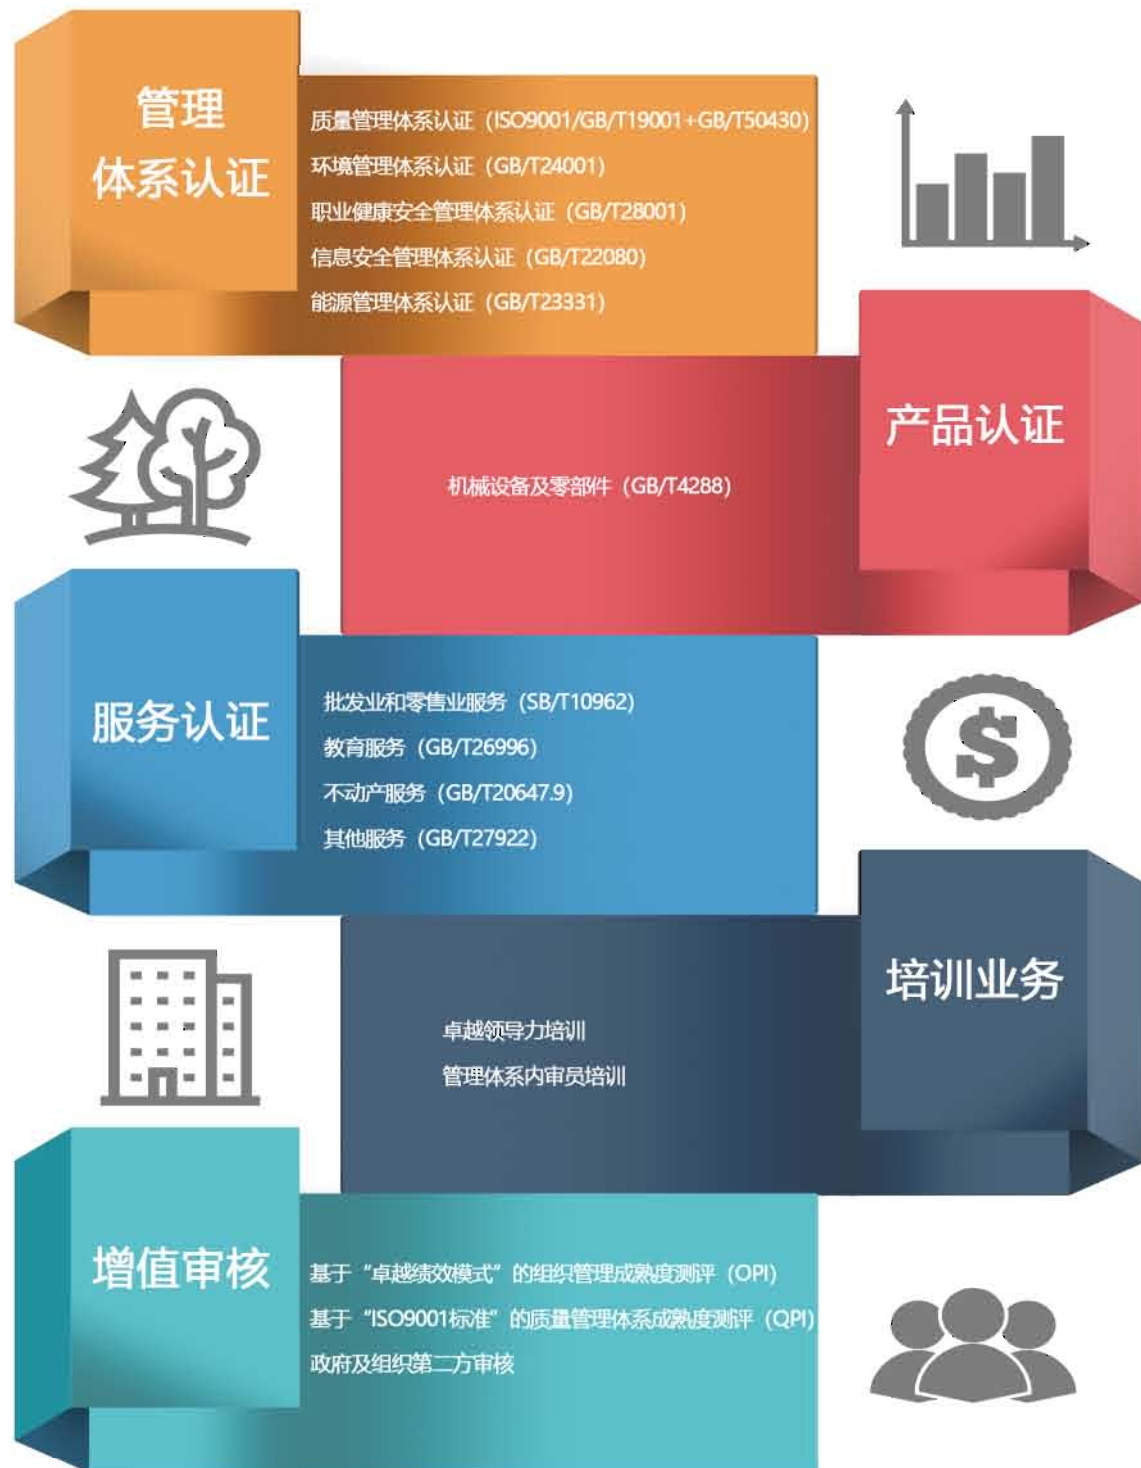 管理
体系认证
质量管理体系认证（ISO9001/GB/T19001+GB/T50430）
环境管理体系认证（GB/T24001）
职业健康安全管理体系认证（GB/T28001）
信息安全管理体系认证（GB/T22080）
能源管理体系认证（GB/T23331）
产品认证
机械设备及零部件（GB/T4288）
服务认证
批发业和零售业服务（SB/T10962）
教育服务（GB/T26996）
不动产服务（GB/T20647.9）
其他服务（GB/T27922）
培训业务
卓越领导力培训
管理体系内审员培训
增值审核
基于“卓越绩效模式”的组织管理成熟度测评（OPI）
基于“ISO9001标准”的质量管理体系成熟度测评（QPI）
政府及组织第二方审核
$